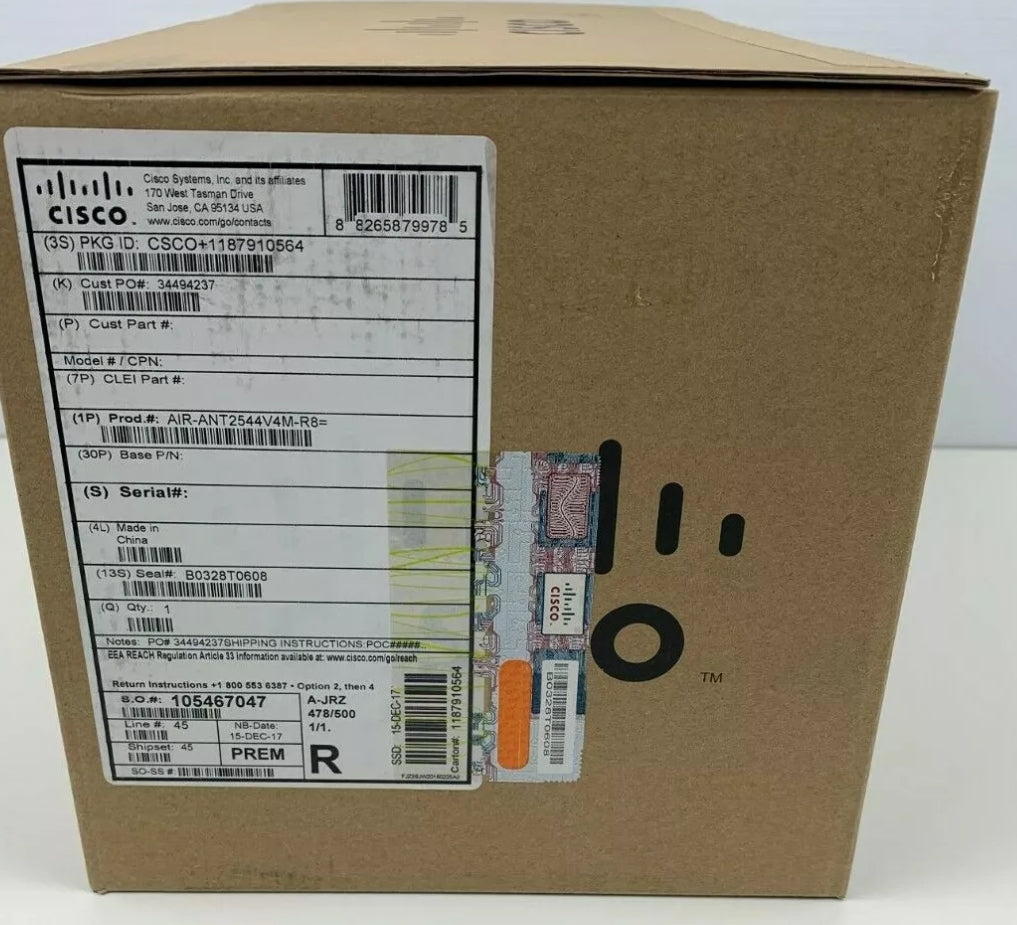 CISCO
CISCO
Cisco Systems, Inc. and its affiliates
170 West Tasman Drive
San Jose, CA 95134 USA
www.cisco.com/go/contacts
8 8265879978 5
(3S) PKG ID: CSCO+1187910564
(K) Cust PO#: 34494237
(P) Cust Part #:
Model # / CPN:
(7P) CLEI Part #:
(1P) Prod.#: AIR-ANT2544V4M-R8=
(30P) Base P/N:
(S) Serial#:
(4L) Made in
China
(13S) Seal#: B0328T0608
(Q) Qty.: 1
Notes: PO# 34494237SHIPPING INSTRUCTIONS:POC#####..
EEA REACH Regulation Article 33 information available at: www.cisco.com/go/reach
Return Instructions +1 800 553 6387 - Option 2, then 4
S.O.#: 105467047
Line #: 45
NB-Date:
15-DEC-17
Shipset: 45
PREM
SO-SS #
A-JRZ
478/500
1/1.
R
SSD: 15-DEC-17
Carton#: 1187910564
CISCO
B0328T0608
o
TM